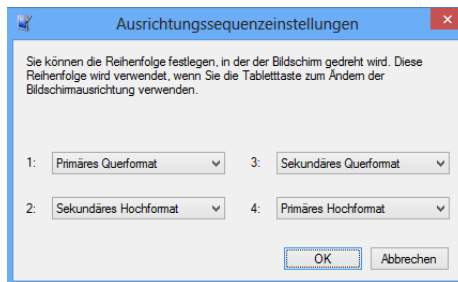 Ausrichtungssequenzeinstellungen
Sie können die Reihenfolge festlegen, in der der Bildschirm gedreht wird. Diese
Reihenfolge wird verwendet, wenn Sie die Tabletttaste zum Ändern der
Bildschirmausrichtung verwenden.
1: Primäres Querformat 3: Sekundäres Querformat
2: Sekundäres Hochformat 4: Primäres Hochformat
OK Abbrechen